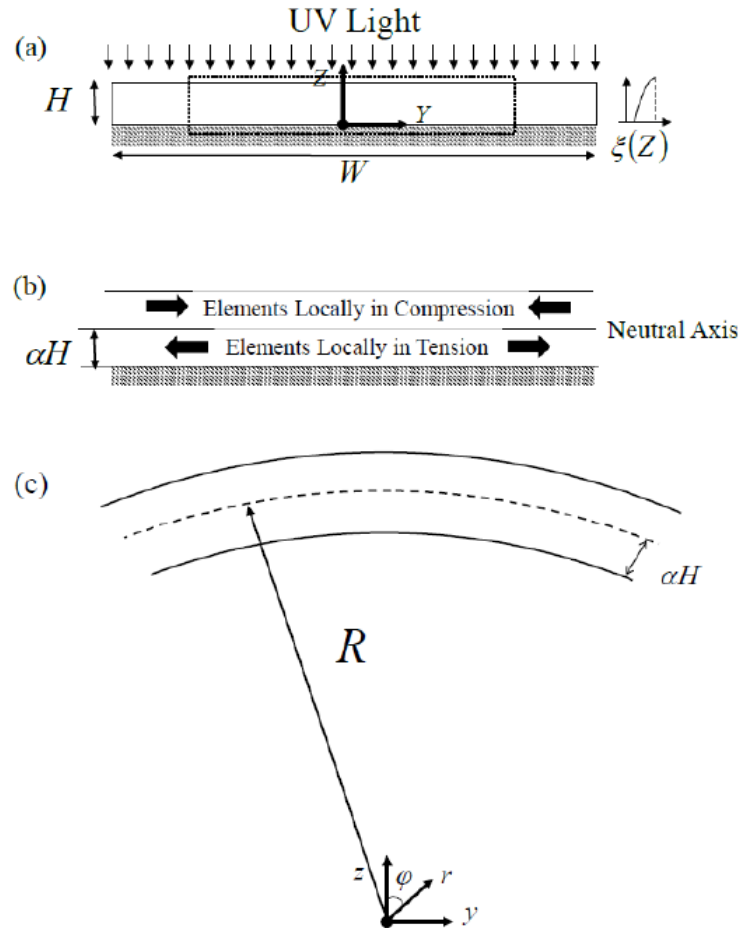 UV Light
(a)
H
Z
Y
ξ(Z)
W
(b)
Elements Locally in Compression
Neutral Axis
αH
Elements Locally in Tension
(c)
αH
R
z
φ
r
y